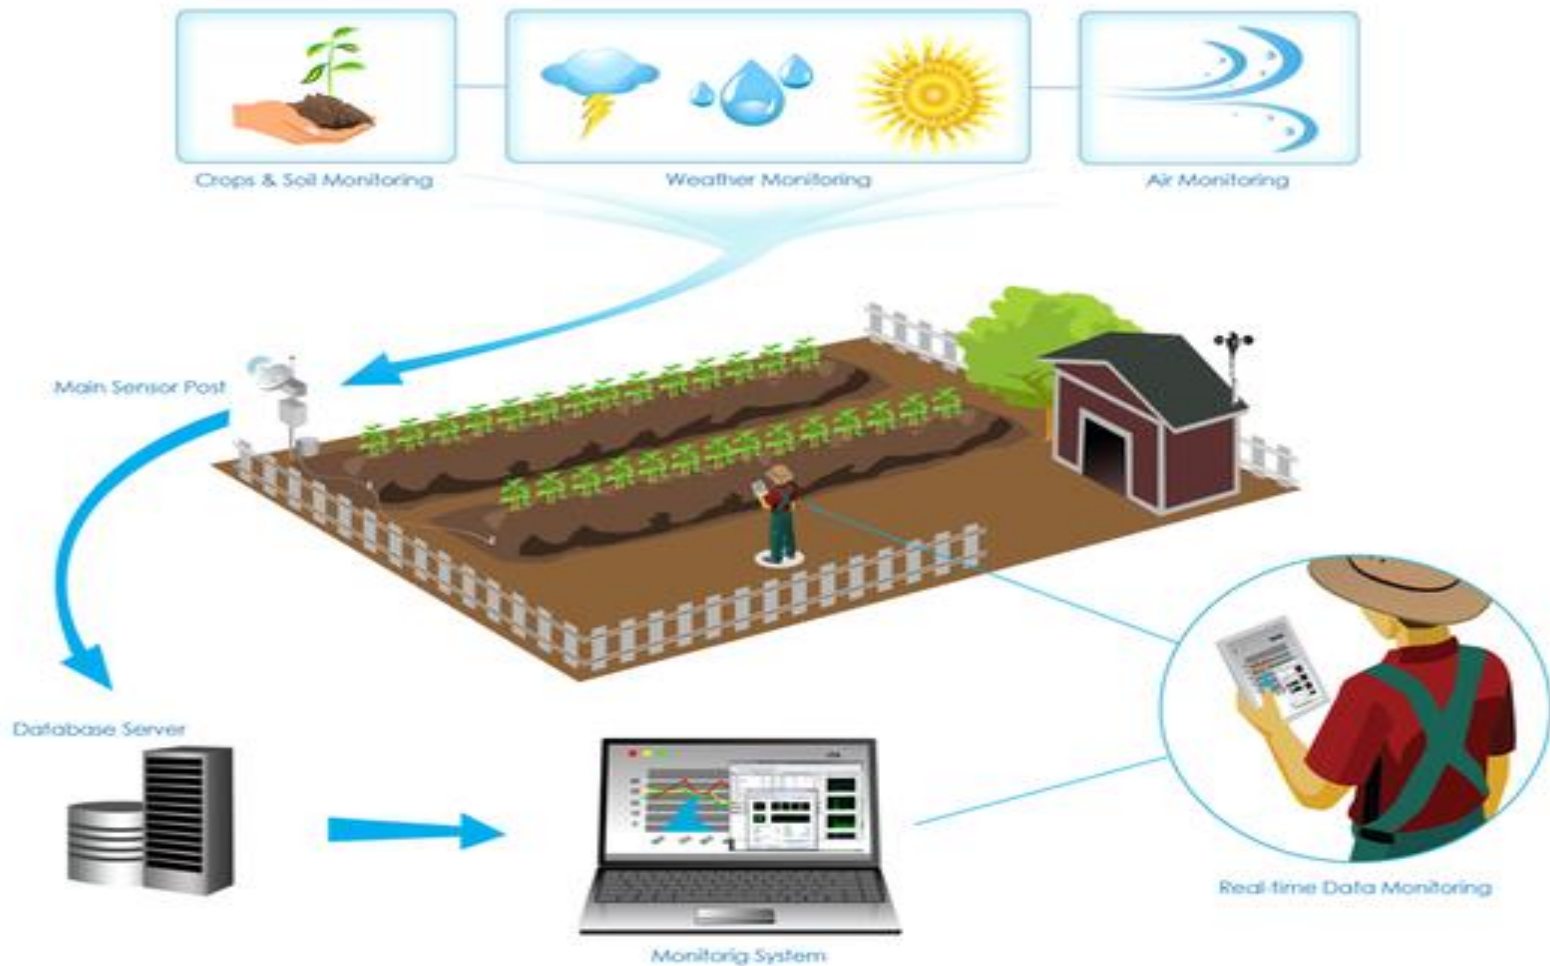 Crops & Soil Monitoring
Weather Monitoring
Air Monitoring
Main Sensor Post
Database Server
Real-time Data Monitoring
Monitorig System